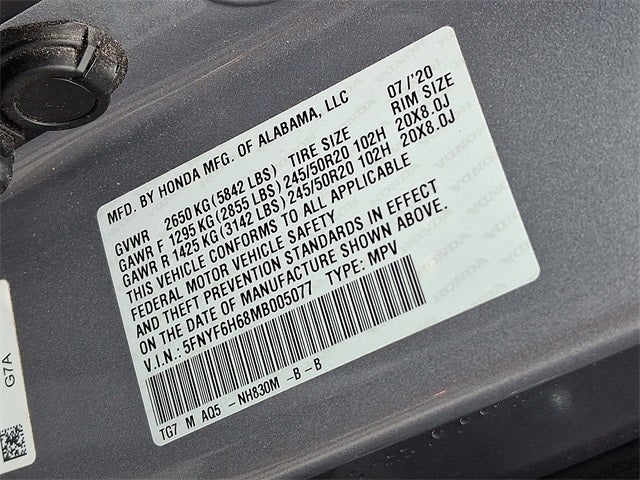 MFD. BY HONDA MFG. OF ALABAMA, LLC 07/'20
GVWR 2650 KG (5842 LBS) TIRE SIZE RIM SIZE
GAWR F 1295 KG (2855 LBS) 245/50R20 102H 20X8.0J
GAWR R 1425 KG (3142 LBS) 245/50R20 102H 20X8.0J
THIS VEHICLE CONFORMS TO ALL APPLICABLE
FEDERAL MOTOR VEHICLE SAFETY
AND THEFT PREVENTION STANDARDS IN EFFECT
ON THE DATE OF MANUFACTURE SHOWN ABOVE.
V.I.N.: 5FNYF6H68MB005077 TYPE: MPV
TG7 M AQ5 -NH830M -B -B
G7A